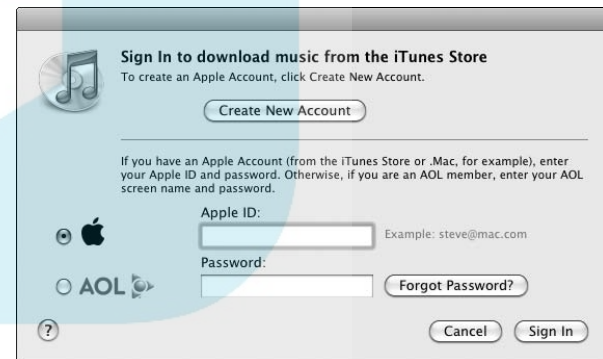 Sign In to download music from the iTunes Store
To create an Apple Account, click Create New Account.
Create New Account
If you have an Apple Account (from the iTunes Store or .Mac, for example), enter
your Apple ID and password. Otherwise, if you are an AOL member, enter your AOL
screen name and password.
Apple ID:
Example: steve@mac.com
Password:
AOL
Forgot Password?
?
Cancel
Sign In